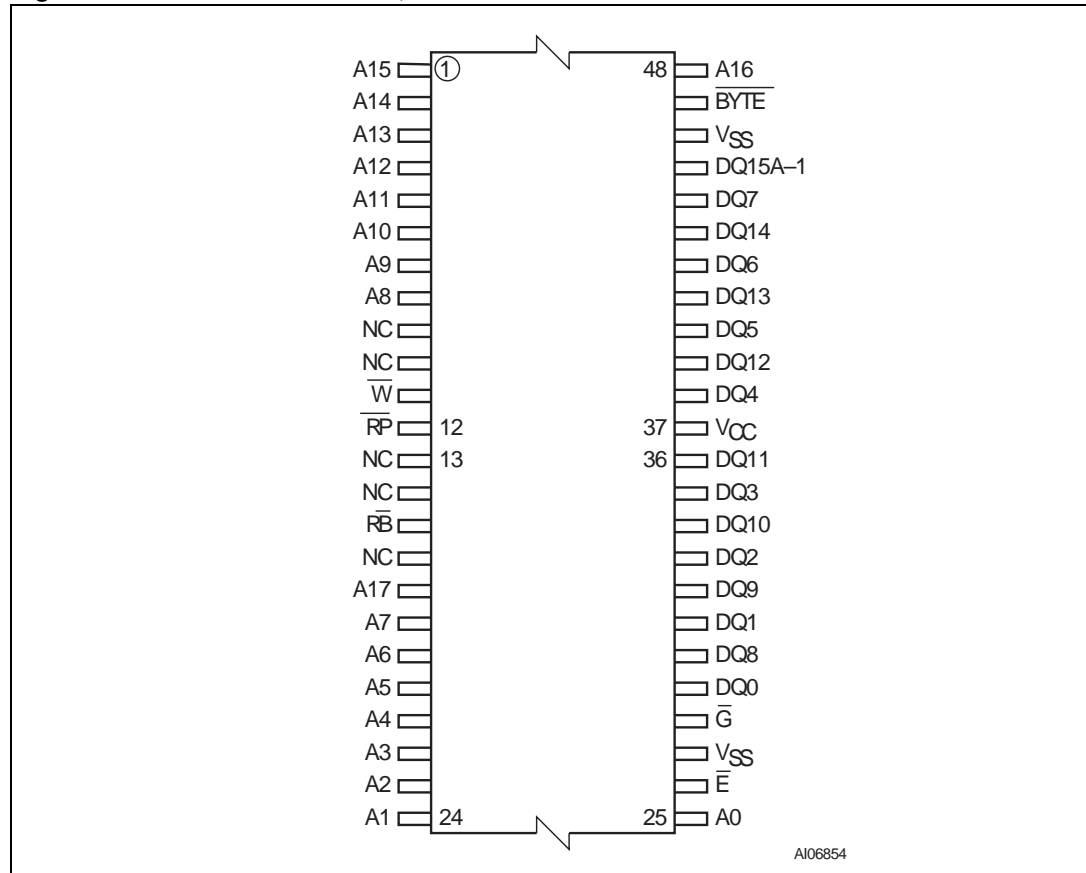 A15 1 48 A16
A14 B̅Y̅T̅E̅
A13 VSS
A12 DQ15A–1
A11 DQ7
A10 DQ14
A9 DQ6
A8 DQ13
NC DQ5
NC DQ12
W̅ DQ4
R̅P̅ 12 37 VCC
NC 13 36 DQ11
NC DQ3
RB̅ DQ10
NC DQ2
A17 DQ9
A7 DQ1
A6 DQ8
A5 DQ0
A4 G̅
A3 VSS
A2 E̅
A1 24 25 A0
AI06854